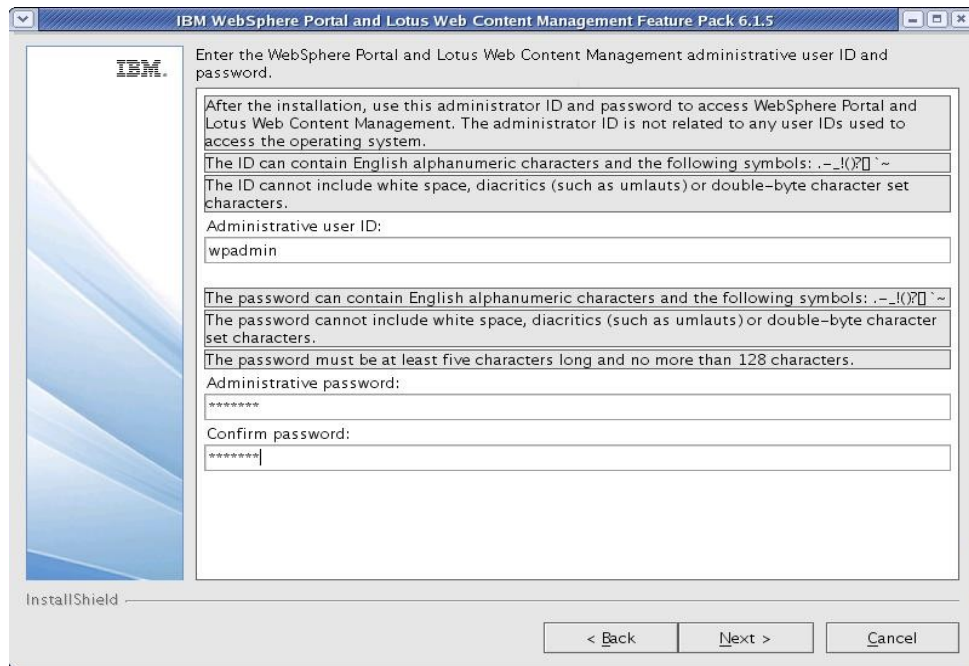 IBM WebSphere Portal and Lotus Web Content Management Feature Pack 6.1.5
IBM.
Enter the WebSphere Portal and Lotus Web Content Management administrative user ID and
password.
After the installation, use this administrator ID and password to access WebSphere Portal and
Lotus Web Content Management. The administrator ID is not related to any user IDs used to
access the operating system.
The ID can contain English alphanumeric characters and the following symbols: .-_!()?[] `~
The ID cannot include white space, diacritics (such as umlauts) or double-byte character set
characters.
Administrative user ID:
wpadmin
The password can contain English alphanumeric characters and the following symbols: .-_!()?[] `~
The password cannot include white space, diacritics (such as umlauts) or double-byte character
set characters.
The password must be at least five characters long and no more than 128 characters.
Administrative password:
*******
Confirm password:
*******
InstallShield
< Back
Next >
Cancel